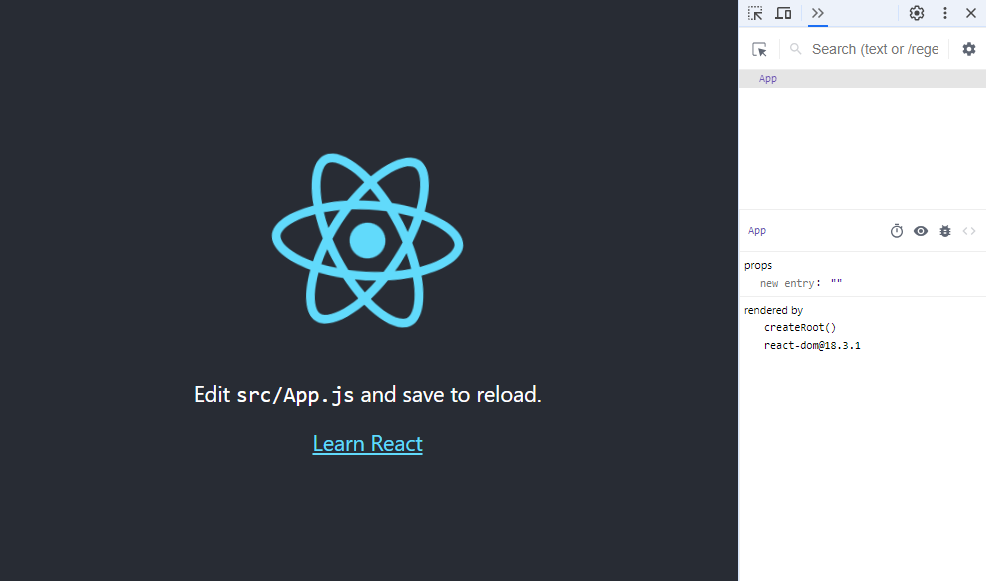 Edit src/App.js and save to reload.
Learn React
Search (text or /rege
App
App
props
new entry: ""
rendered by
createRoot()
react-dom@18.3.1